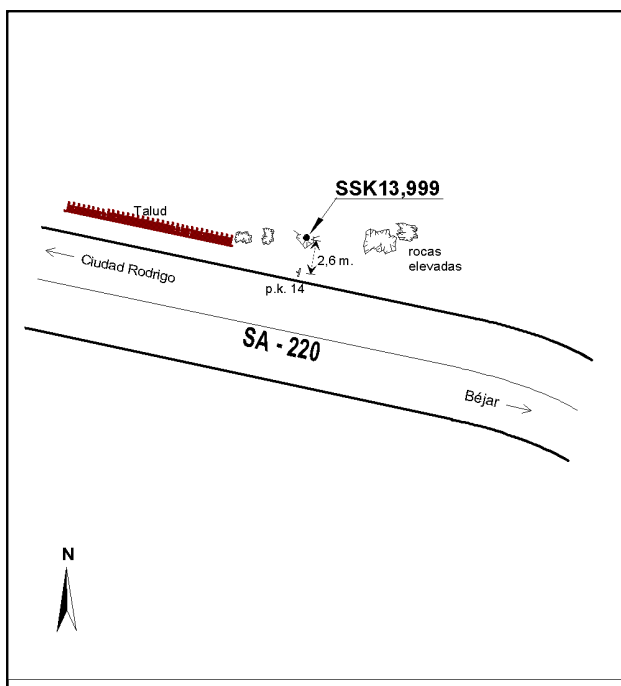 SSK13,999
Talud
rocas
elevadas
2,6 m.
Ciudad Rodrigo
p.k. 14
SA - 220
Béjar
N